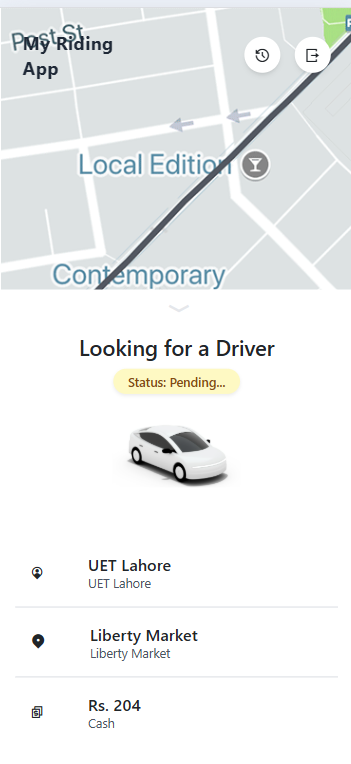 Post St
My Riding
App
Local Edition
Contemporary
Looking for a Driver
Status: Pending...
UET Lahore
UET Lahore
Liberty Market
Liberty Market
Rs. 204
Cash